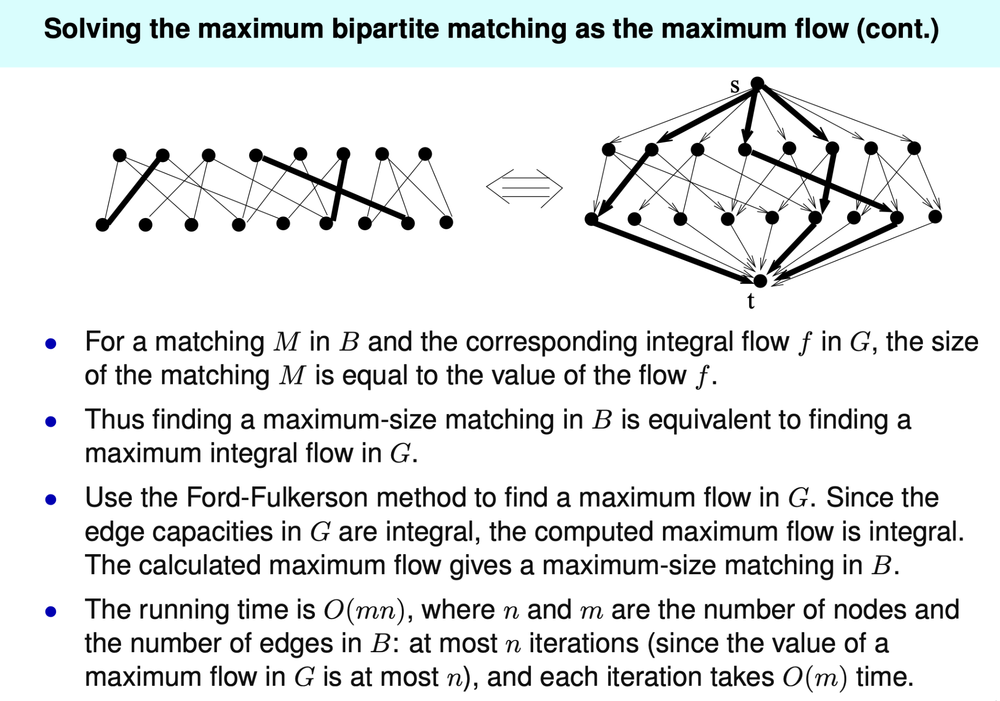 Solving the maximum bipartite matching as the maximum flow (cont.)
s
t
● For a matching M in B and the corresponding integral flow f in G, the size
of the matching M is equal to the value of the flow f.
● Thus finding a maximum-size matching in B is equivalent to finding a
maximum integral flow in G.
● Use the Ford-Fulkerson method to find a maximum flow in G. Since the
edge capacities in G are integral, the computed maximum flow is integral.
The calculated maximum flow gives a maximum-size matching in B.
● The running time is O(mn), where n and m are the number of nodes and
the number of edges in B: at most n iterations (since the value of a
maximum flow in G is at most n), and each iteration takes O(m) time.